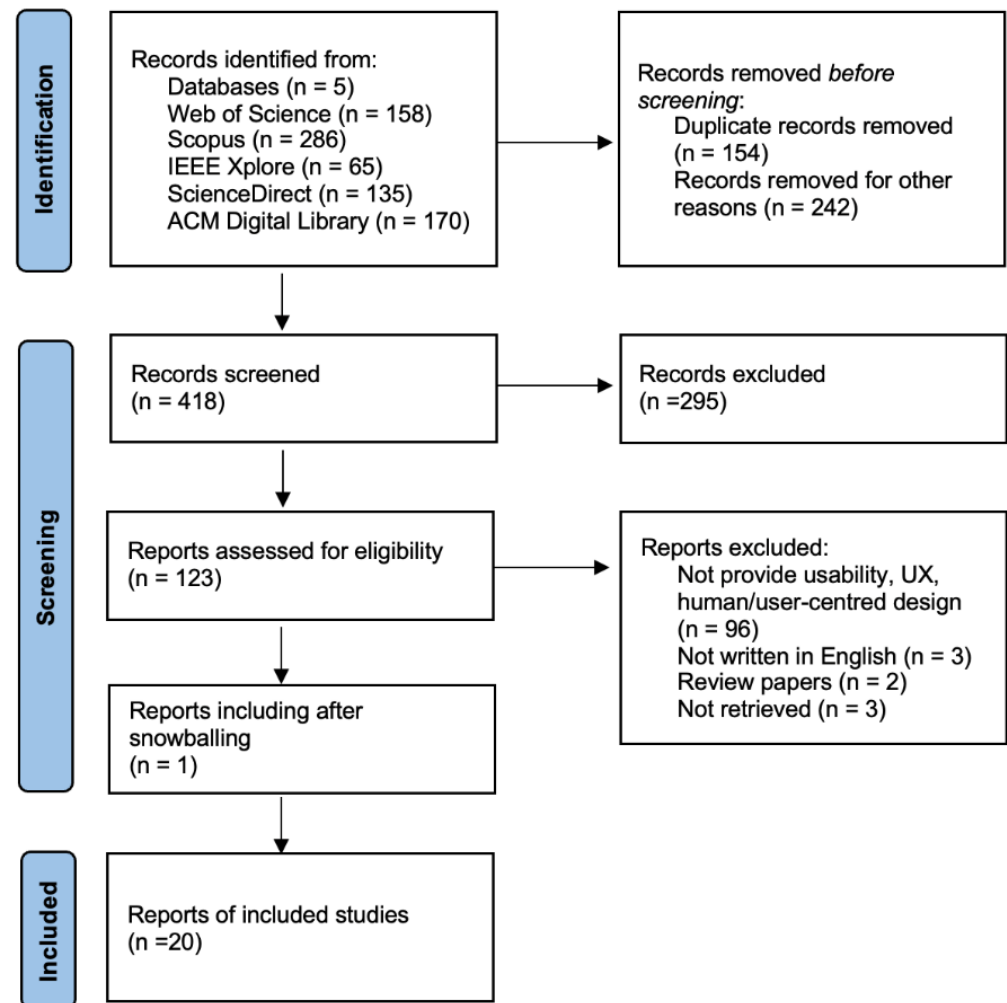 Identification
Records identified from:
Databases (n = 5)
Web of Science (n = 158)
Scopus (n = 286)
IEEE Xplore (n = 65)
ScienceDirect (n = 135)
ACM Digital Library (n = 170)
Records removed before
screening:
Duplicate records removed
(n = 154)
Records removed for other
reasons (n = 242)
Screening
Records screened
(n = 418)
Records excluded
(n =295)
Reports assessed for eligibility
(n = 123)
Reports excluded:
Not provide usability, UX,
human/user-centred design
(n = 96)
Not written in English (n = 3)
Review papers (n = 2)
Not retrieved (n = 3)
Reports including after
snowballing
(n = 1)
Included
Reports of included studies
(n =20)